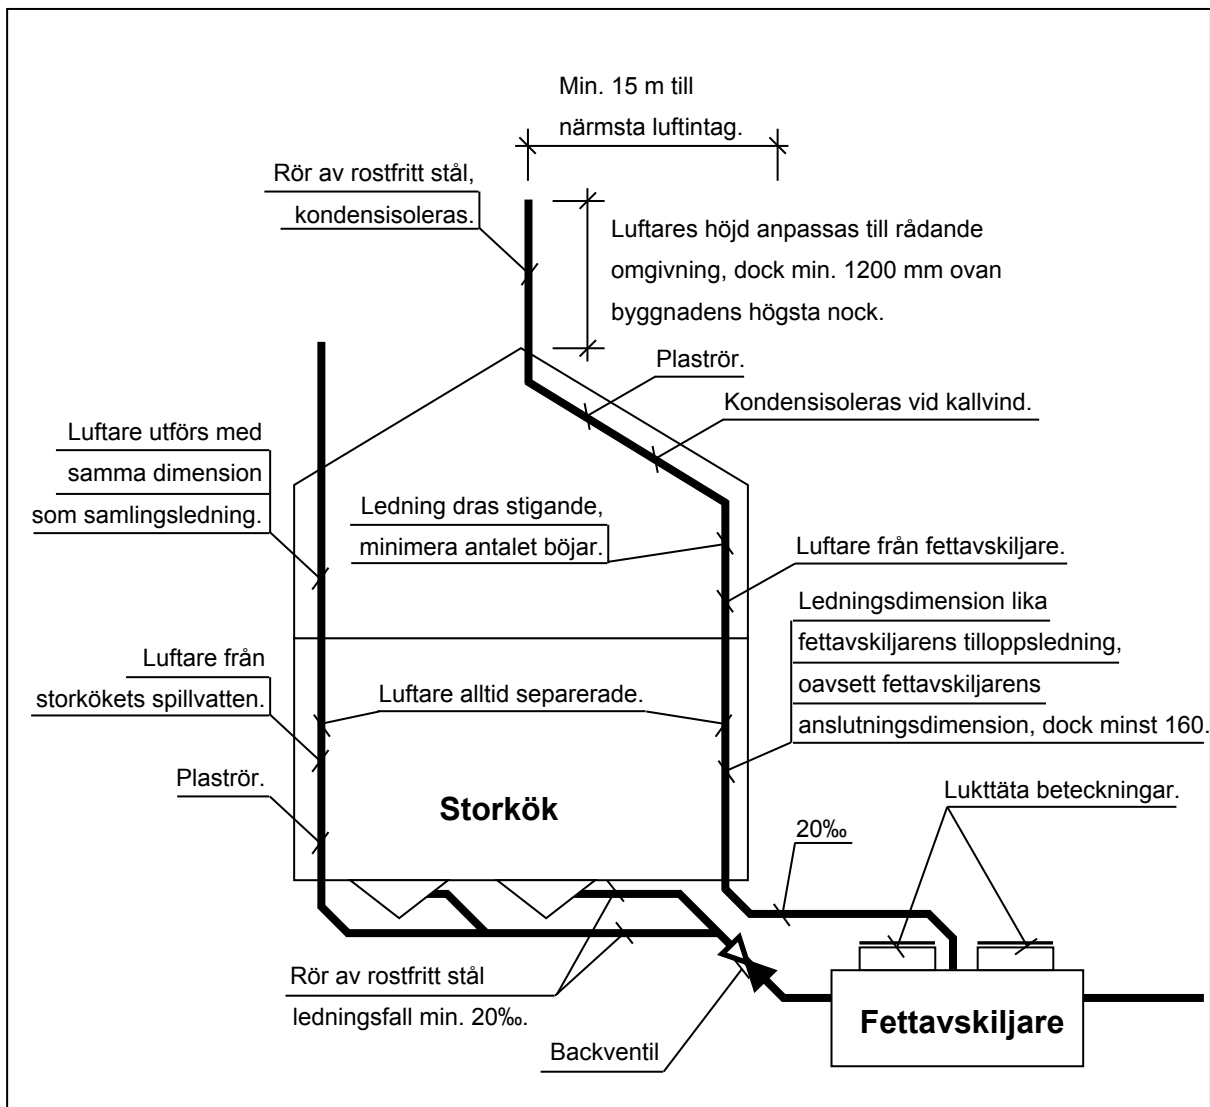 Min. 15 m till
närmsta luftintag.
Rör av rostfritt stål,
kondensisoleras.
Luftares höjd anpassas till rådande
omgivning, dock min. 1200 mm ovan
byggnadens högsta nock.
Plaströr.
Kondensisoleras vid kallvind.
Luftare utförs med
samma dimension
som samlingsledning.
Ledning dras stigande,
minimera antalet böjar.
Luftare från fettavskiljare.
Ledningsdimension lika
fettavskiljarens tilloppsledning,
oavsett fettavskiljarens
anslutningsdimension, dock minst 160.
Luftare från
storkökets spillvatten.
Luftare alltid separerade.
Plaströr.
Storkök
Lukttäta beteckningar.
20‰
Rör av rostfritt stål
ledningsfall min. 20‰.
Backventil
Fettavskiljare